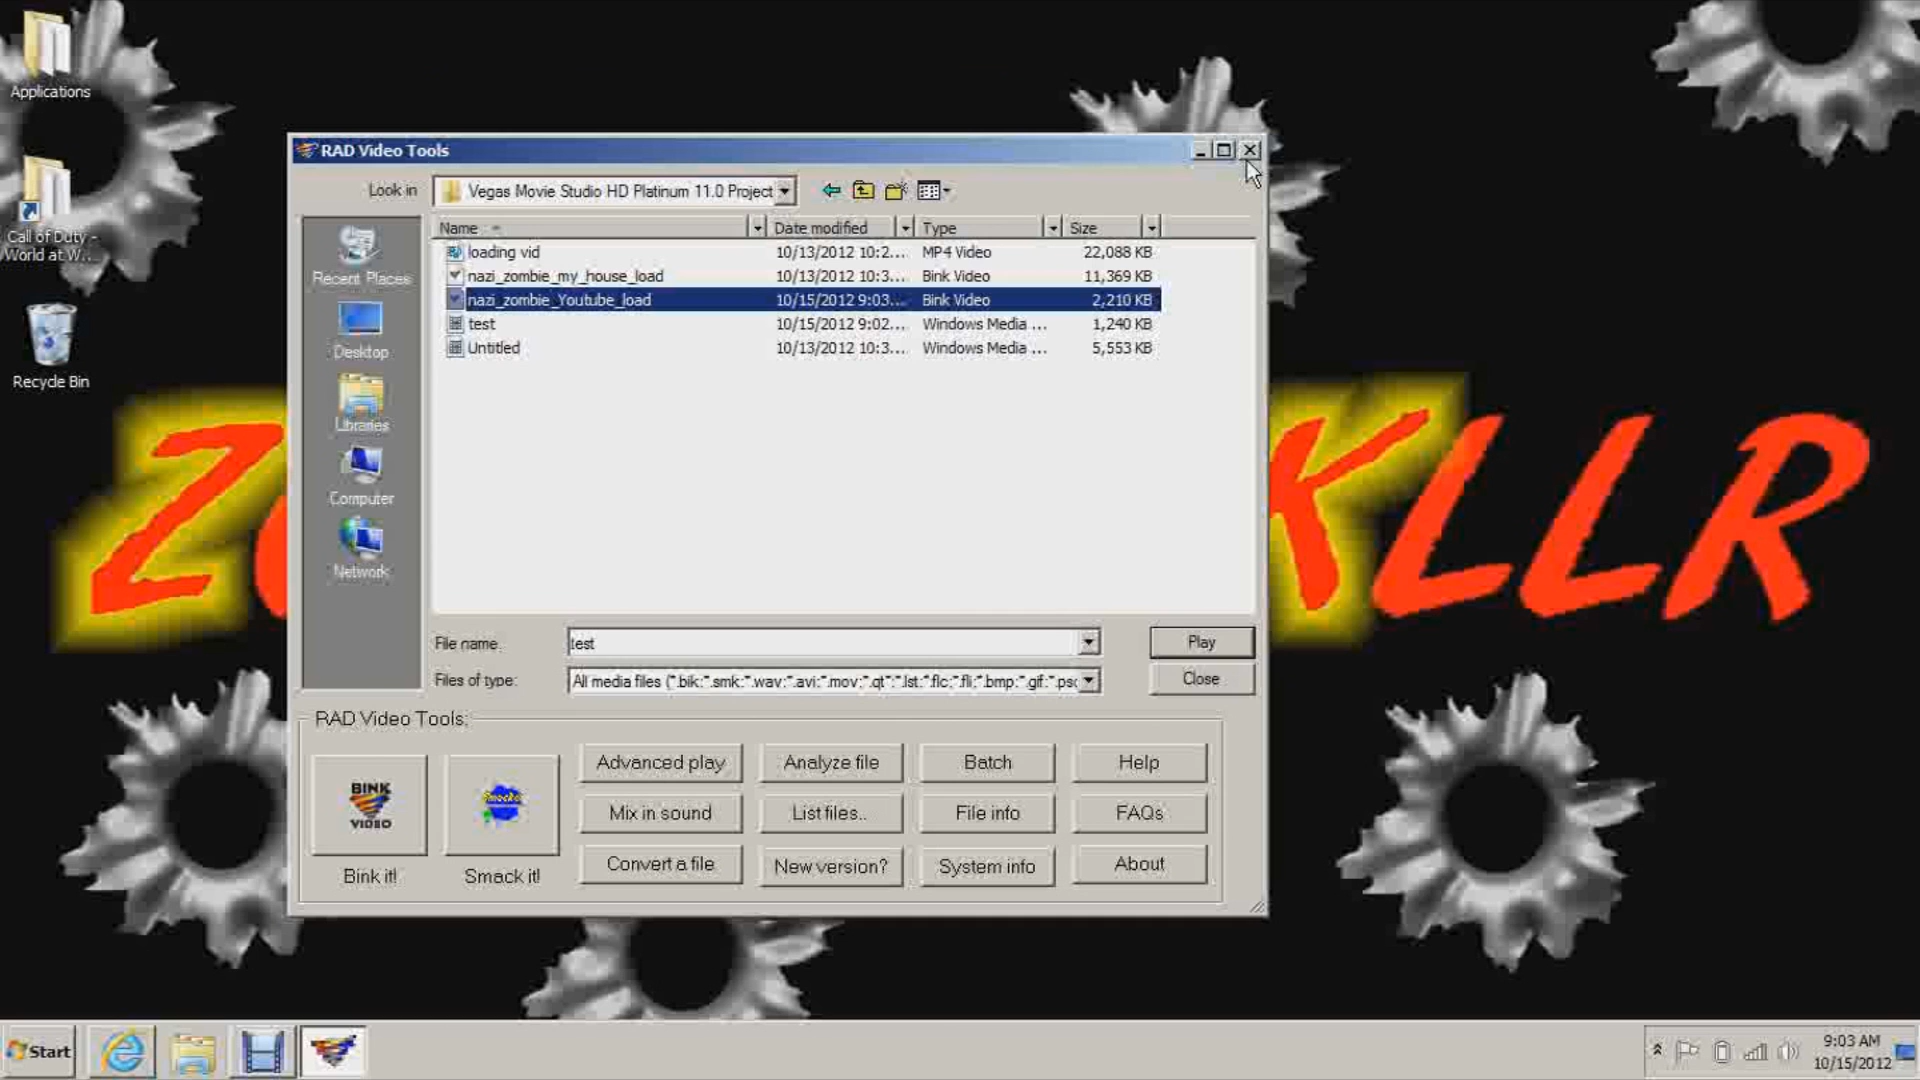 Applications
Call of Duty -
World at W...
Recycle Bin
RAD Video Tools
Look in
Vegas Movie Studio HD Platinum 11.0 Project
Name
Date modified
Type
Size
loading vid
10/13/2012 10:2...
MP4 Video
22,088 KB
nazi_zombie_my_house_load
10/13/2012 10:3...
Bink Video
11,369 KB
nazi_zombie_Youtube_load
10/15/2012 9:03...
Bink Video
2,210 KB
test
10/15/2012 9:02...
Windows Media ...
1,240 KB
Untitled
10/13/2012 10:3...
Windows Media ...
5,553 KB
Recent Places
Desktop
Libraries
Computer
Network
KLLR
File name:
test
Play
Files of type:
All media files (*.bik;*.smk;*.wav;*.avi;*.mov;*.qt*;*.lst;*.flc;*.fli;*.bmp;*.gif;*.psd
Close
RAD Video Tools:
BINK
VIDEO
Smacker
Bink it!
Smack it!
Advanced play
Analyze file
Batch
Help
Mix in sound
List files..
File info
FAQs
Convert a file
New version?
System info
About
Start
9:03 AM
10/15/2012